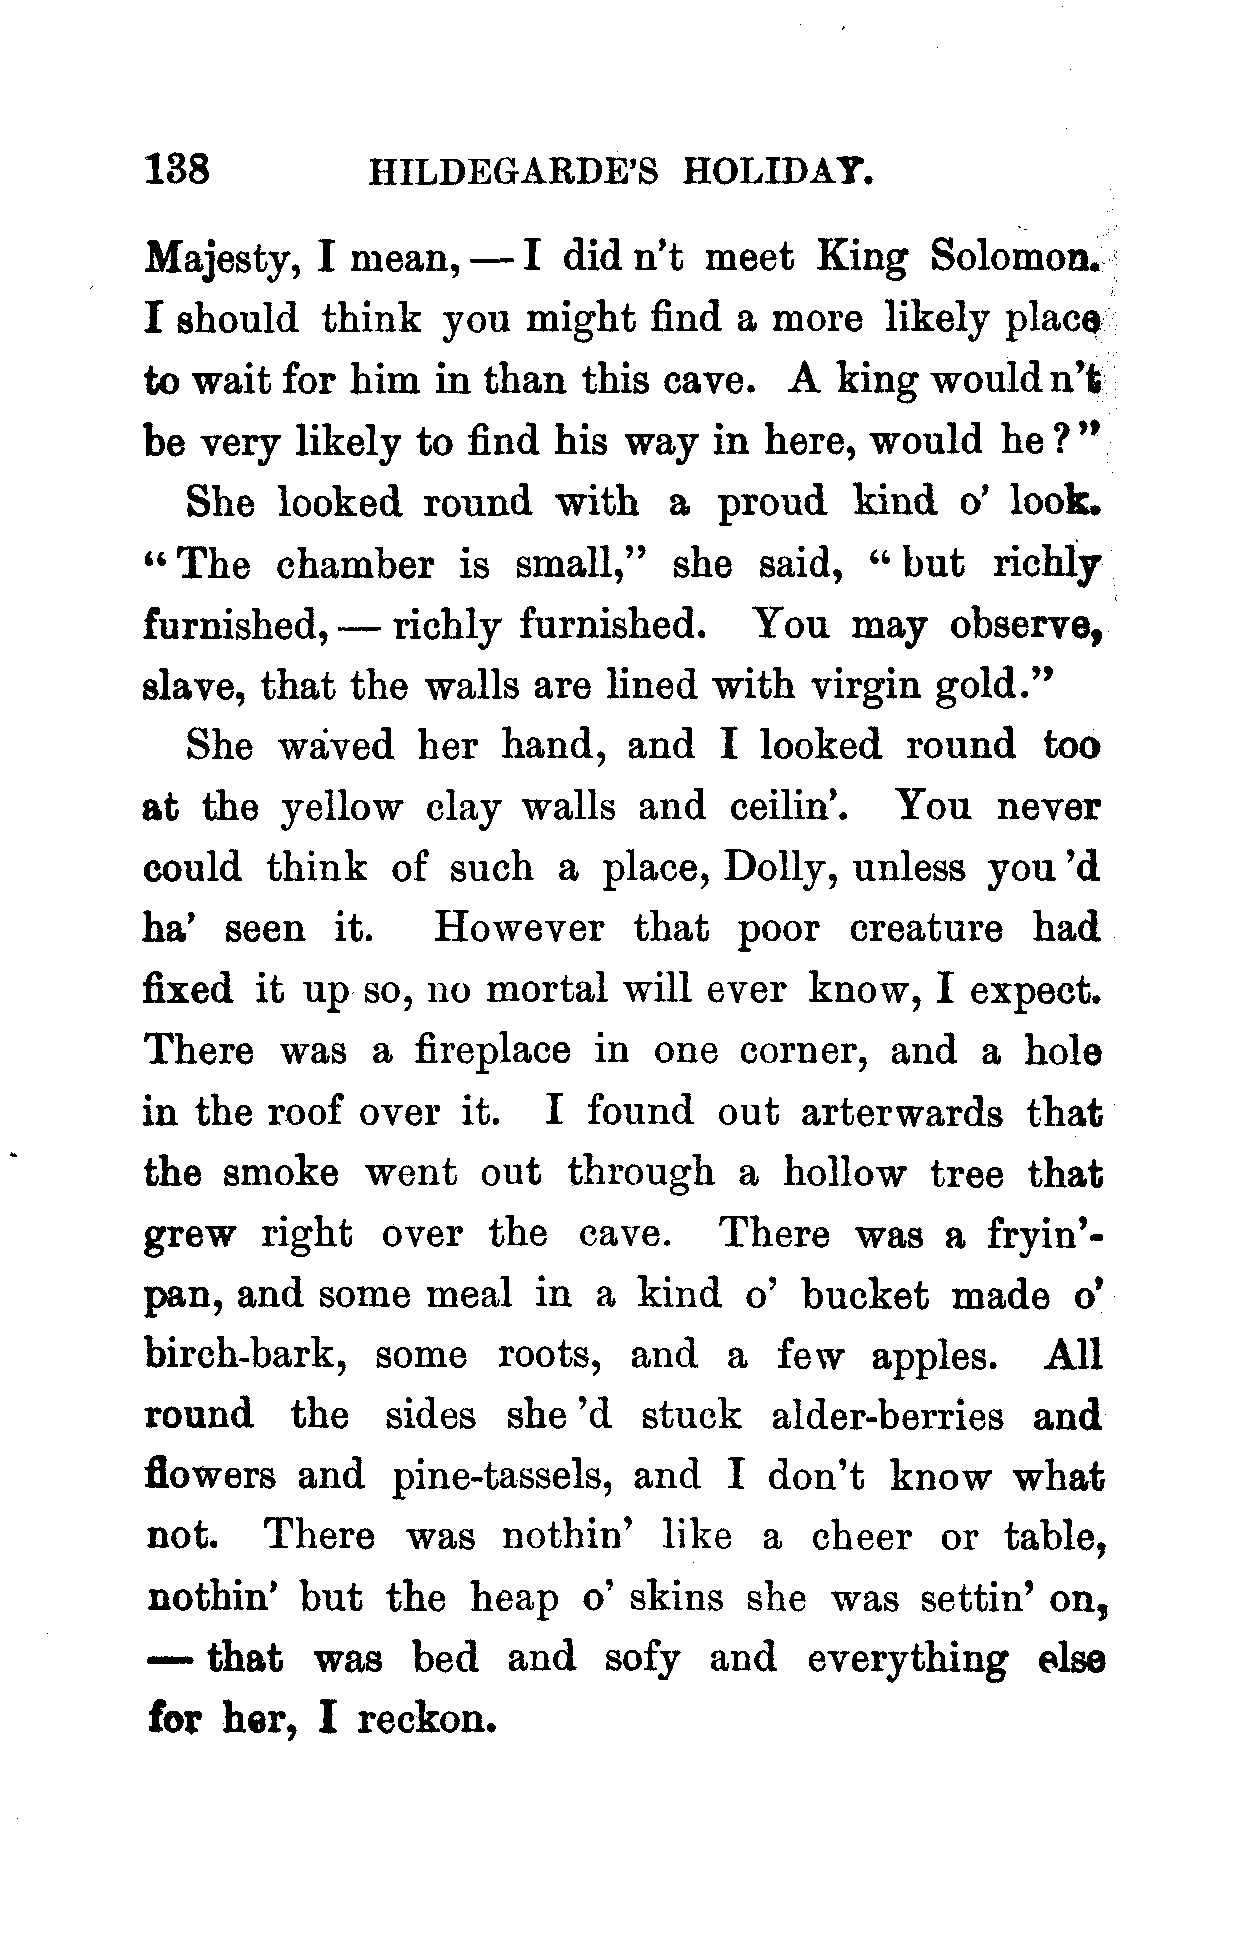 138 HILDEGARDE'S HOLIDAY.
Majesty, I mean, — I did n't meet King Solomon.
I should think you might find a more likely place
to wait for him in than this cave. A king would n't
be very likely to find his way in here, would he?"
She looked round with a proud kind o' look.
"The chamber is small," she said, "but richly
furnished, — richly furnished. You may observe,
slave, that the walls are lined with virgin gold."
She waved her hand, and I looked round too
at the yellow clay walls and ceilin'. You never
could think of such a place, Dolly, unless you 'd
ha' seen it. However that poor creature had
fixed it up so, no mortal will ever know, I expect.
There was a fireplace in one corner, and a hole
in the roof over it. I found out arterwards that
the smoke went out through a hollow tree that
grew right over the cave. There was a fryin'-
pan, and some meal in a kind o' bucket made o'
birch-bark, some roots, and a few apples. All
round the sides she 'd stuck alder-berries and
flowers and pine-tassels, and I don't know what
not. There was nothin' like a cheer or table,
nothin' but the heap o' skins she was settin' on,
— that was bed and sofy and everything else
for her, I reckon.